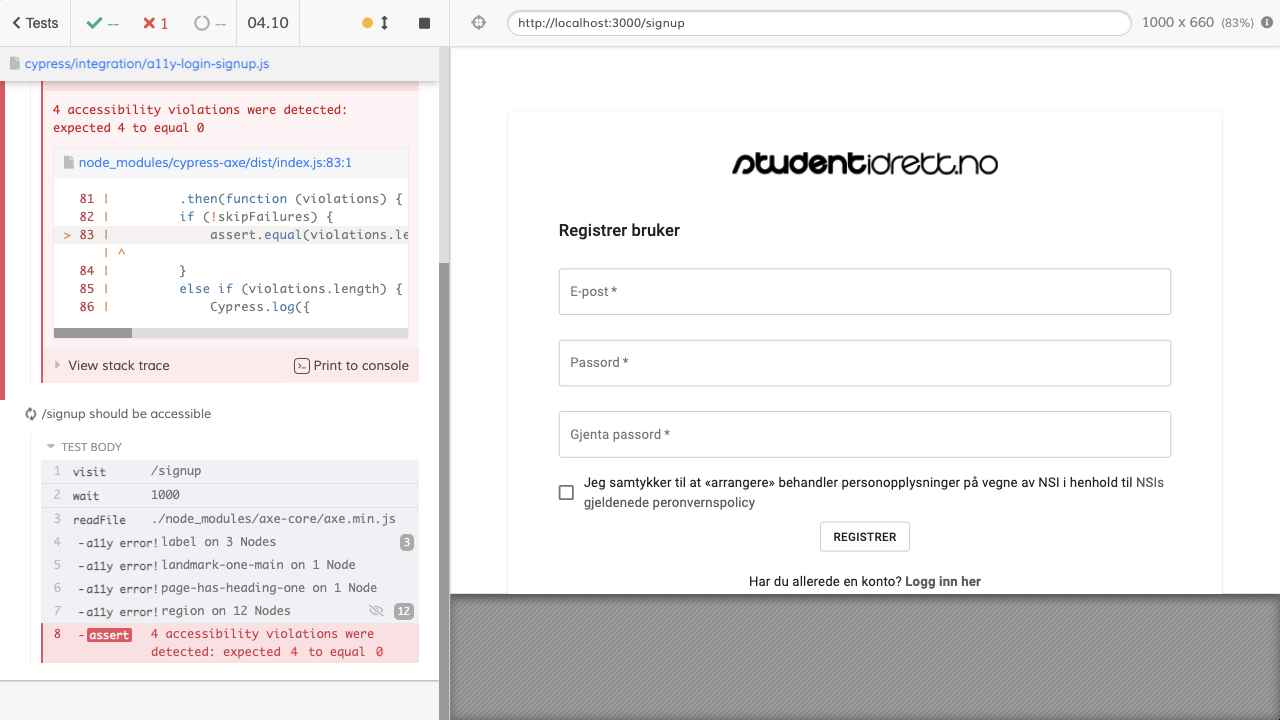 Tests
--
1
--
04.10
http://localhost:3000/signup
1000 x 660 (83%)
cypress/integration/a11y-login-signup.js
4 accessibility violations were detected:
expected 4 to equal 0
node_modules/cypress-axe/dist/index.js:83:1
81 | .then(function (violations) {
82 | if (!skipFailures) {
> 83 | assert.equal(violations.le
| ^
84 | }
85 | else if (violations.length) {
86 | Cypress.log({
View stack trace
Print to console
/signup should be accessible
TEST BODY
1 visit /signup
2 wait 1000
3 readFile ./node_modules/axe-core/axe.min.js
4 -a11y error! label on 3 Nodes 3
5 -a11y error! landmark-one-main on 1 Node
6 -a11y error! page-has-heading-one on 1 Node
7 -a11y error! region on 12 Nodes 12
8 -assert 4 accessibility violations were
detected: expected 4 to equal 0
studentidrett.no
Registrer bruker
E-post *
Passord *
Gjenta passord *
Jeg samtykker til at «arrangere» behandler personopplysninger på vegne av NSI i henhold til NSIs
gjeldenede peronvernspolicy
REGISTRER
Har du allerede en konto? Logg inn her